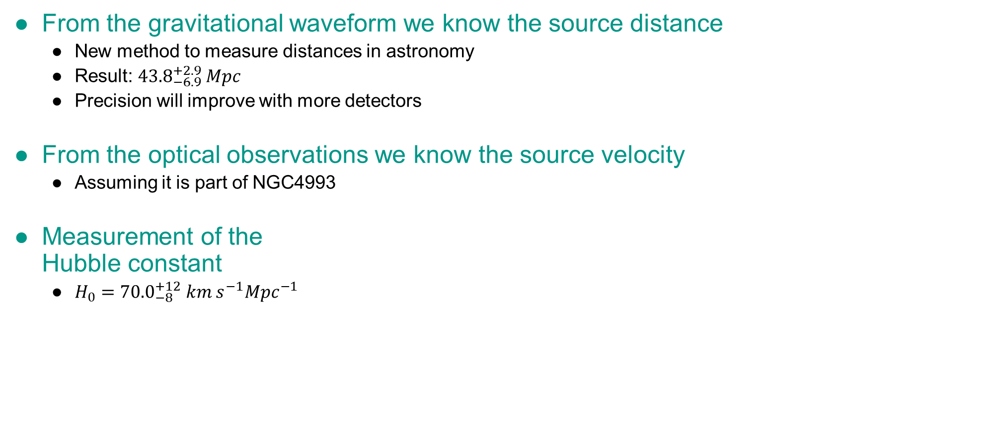 ● From the gravitational waveform we know the source distance
● New method to measure distances in astronomy
● Result: $43.8^{+2.9}_{-6.9}\ Mpc$
● Precision will improve with more detectors
● From the optical observations we know the source velocity
● Assuming it is part of NGC4993
● Measurement of the
Hubble constant
● $H_0 = 70.0^{+12}_{-8}\ km\ s^{-1} Mpc^{-1}$